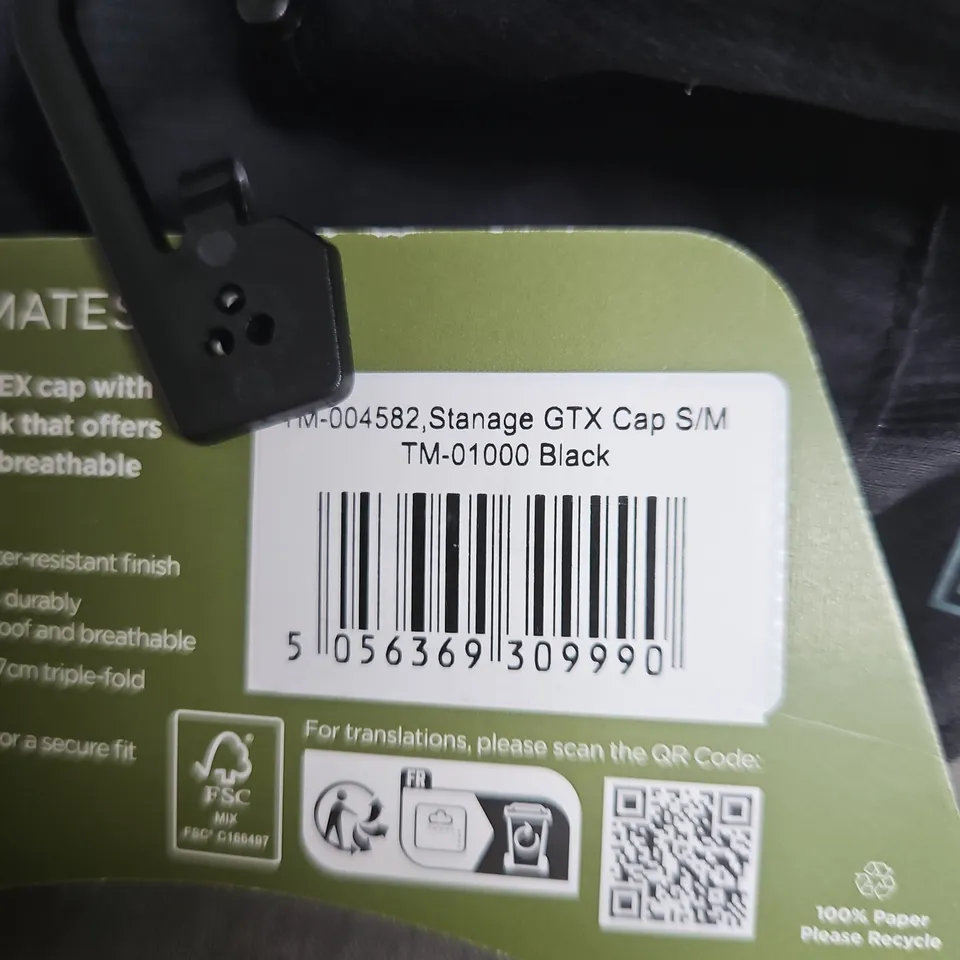 MATES
EX cap with
k that offers
breathable
TM-004582,Stanage GTX Cap S/M
TM-01000 Black
5 056369 309990
er-resistant finish
durably
oof and breathable
7cm triple-fold
or a secure fit
For translations, please scan the QR Code:
FSC
MIX
FSC® C166497
FR
100% Paper
Please Recycle